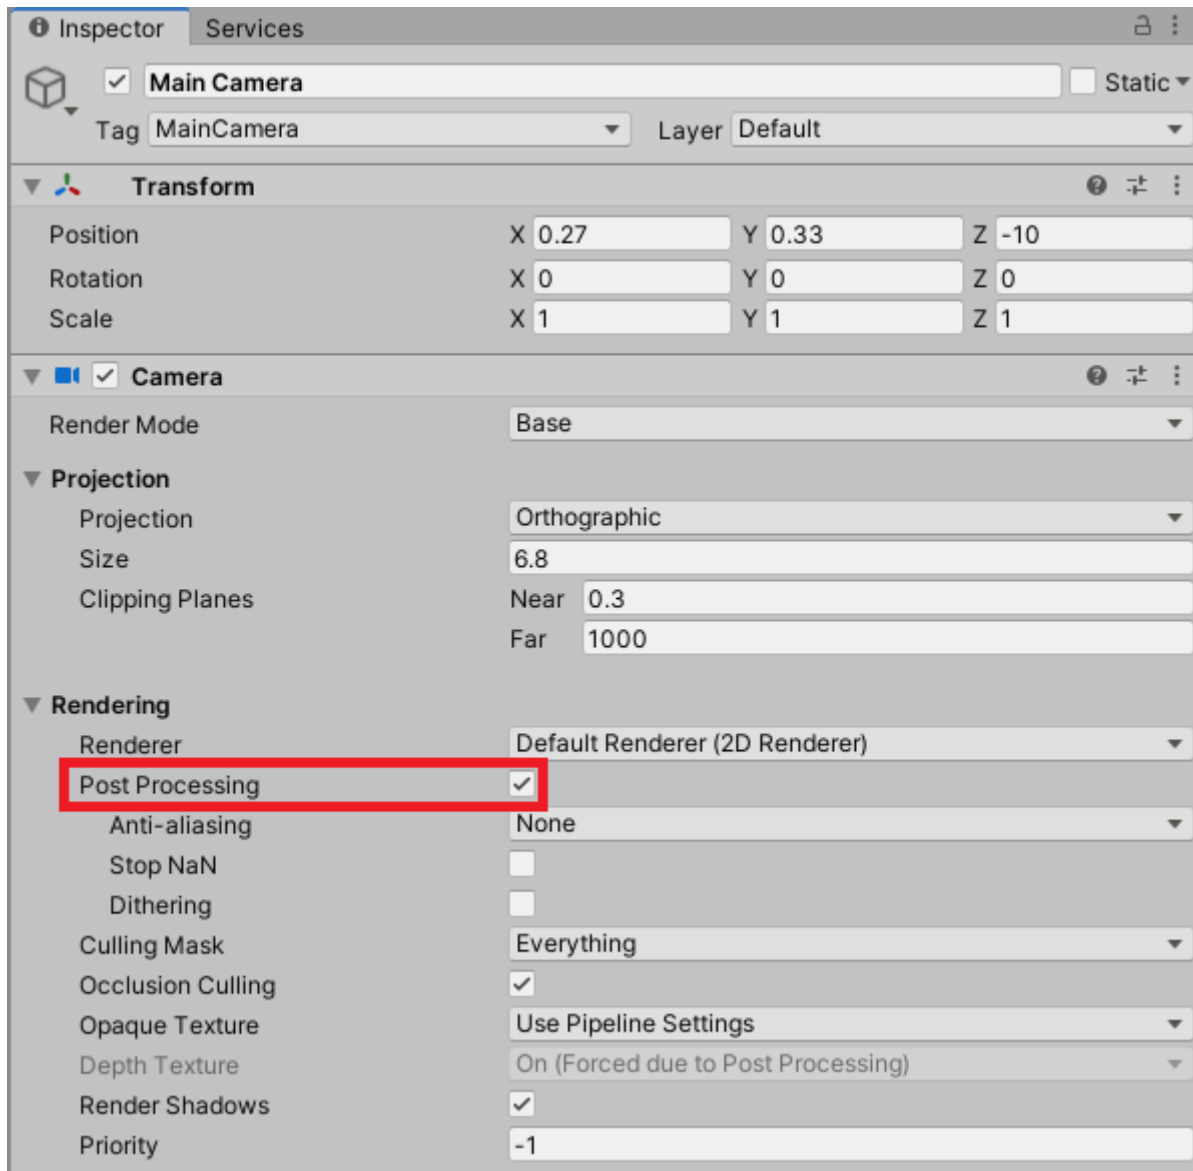 Inspector Services
Main Camera Static
Tag MainCamera Layer Default
Transform
Position X 0.27 Y 0.33 Z -10
Rotation X 0 Y 0 Z 0
Scale X 1 Y 1 Z 1
Camera
Render Mode Base
Projection
Projection Orthographic
Size 6.8
Clipping Planes Near 0.3
Far 1000
Rendering
Renderer Default Renderer (2D Renderer)
Post Processing
Anti-aliasing None
Stop NaN
Dithering
Culling Mask Everything
Occlusion Culling
Opaque Texture Use Pipeline Settings
Depth Texture On (Forced due to Post Processing)
Render Shadows
Priority -1